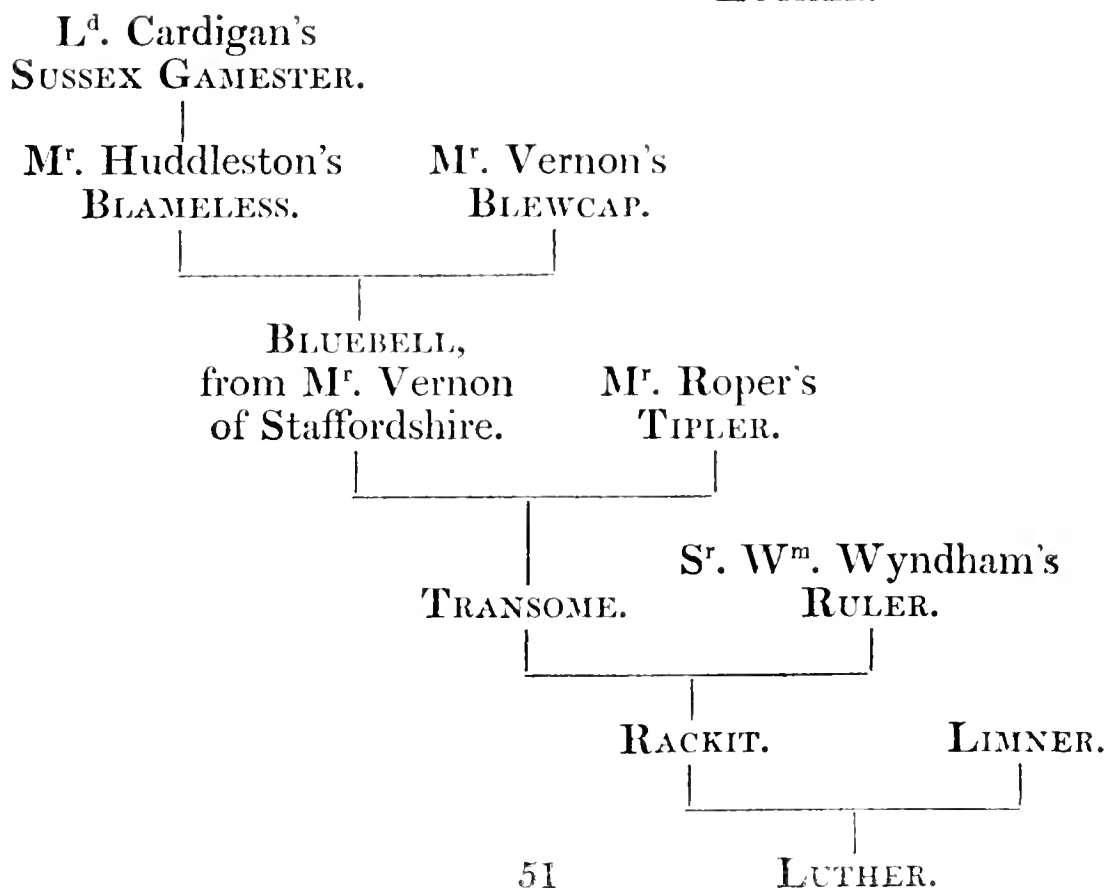 Lᵈ. Cardigan's
SUSSEX GAMESTER.
Mʳ. Huddleston's Mʳ. Vernon's
BLAMELESS. BLEWCAP.
BLUEBELL,
from Mʳ. Vernon Mʳ. Roper's
of Staffordshire. TIPLER.
Sʳ. Wᵐ. Wyndham's
TRANSOME. RULER.
RACKIT. LIMNER.
51 LUTHER.